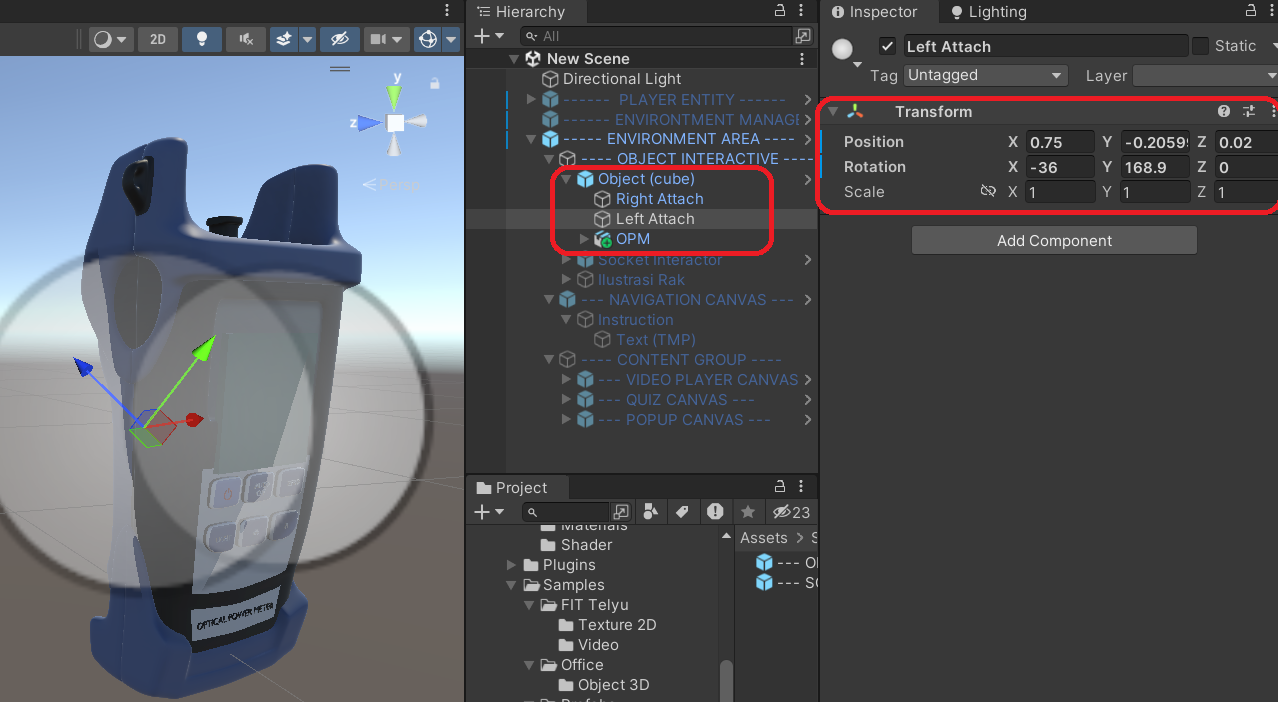 2D
y
z
Persp
OPTICAL POWER METER
Hierarchy
All
New Scene
Directional Light
------ PLAYER ENTITY ------
------ ENVIRONTMENT MANAGE
----- ENVIRONMENT AREA ----
---- OBJECT INTERACTIVE ----
Object (cube)
Right Attach
Left Attach
OPM
Socket Interactor
Ilustrasi Rak
--- NAVIGATION CANVAS ---
Instruction
Text (TMP)
---- CONTENT GROUP ----
--- VIDEO PLAYER CANVAS
--- QUIZ CANVAS ---
--- POPUP CANVAS ---
Project
23
Materials
Shader
Plugins
Samples
FIT Telyu
Texture 2D
Video
Office
Object 3D
Assets > S
--- O
--- S
Inspector
Lighting
Left Attach
Static
Tag Untagged
Layer
Transform
Position X 0.75 Y -0.2059 Z 0.02
Rotation X -36 Y 168.9 Z 0
Scale X 1 Y 1 Z 1
Add Component